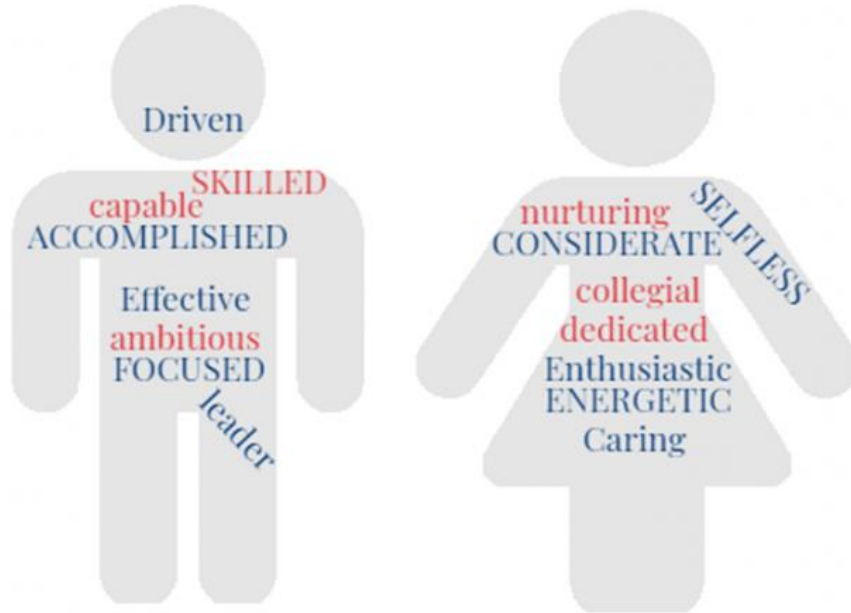 Driven
SKILLED
capable
ACCOMPLISHED
Effective
ambitious
FOCUSED
leader
SELFLESS
nurturing
CONSIDERATE
collegial
dedicated
Enthusiastic
ENERGETIC
Caring